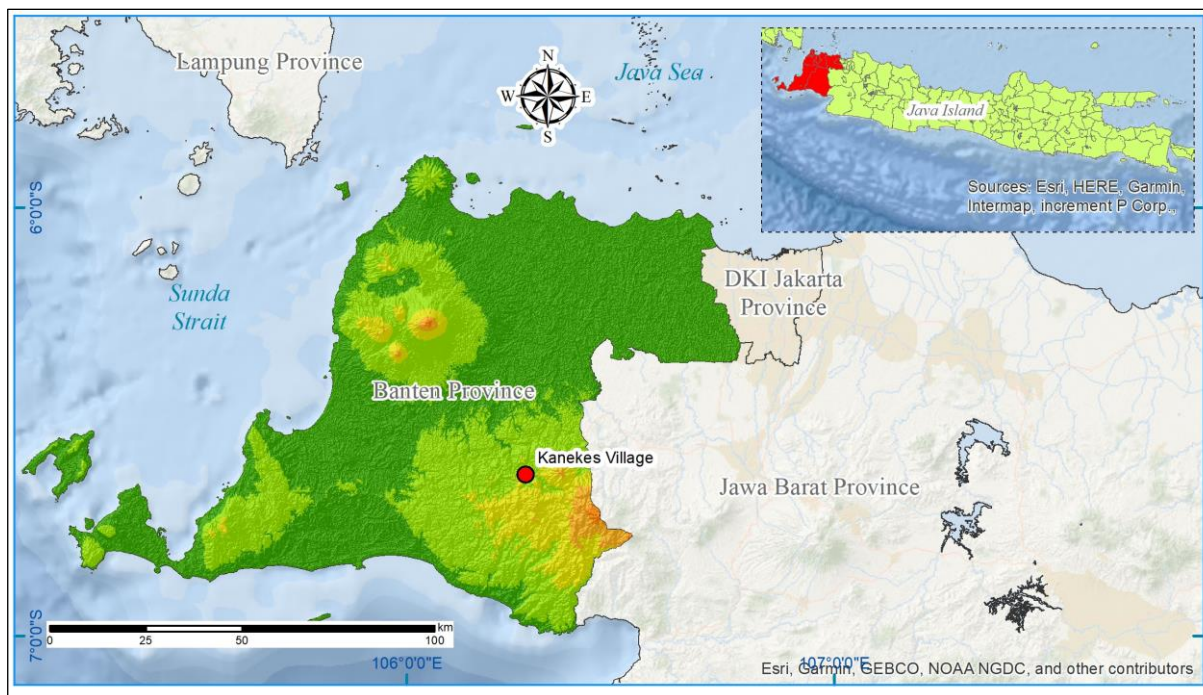 Lampung Province
N
W
E
S
Java Sea
Java Island
Sources: Esri, HERE, Garmin,
Intermap, increment P Corp.,
6°0'0"S
Sunda
Strait
DKI Jakarta
Province
Banten Province
Kanekes Village
Jawa Barat Province
7°0'0"S
km
0
25
50
100
106°0'0"E
107°0'0"E
Esri, Garmin, GEBCO, NOAA NGDC, and other contributors